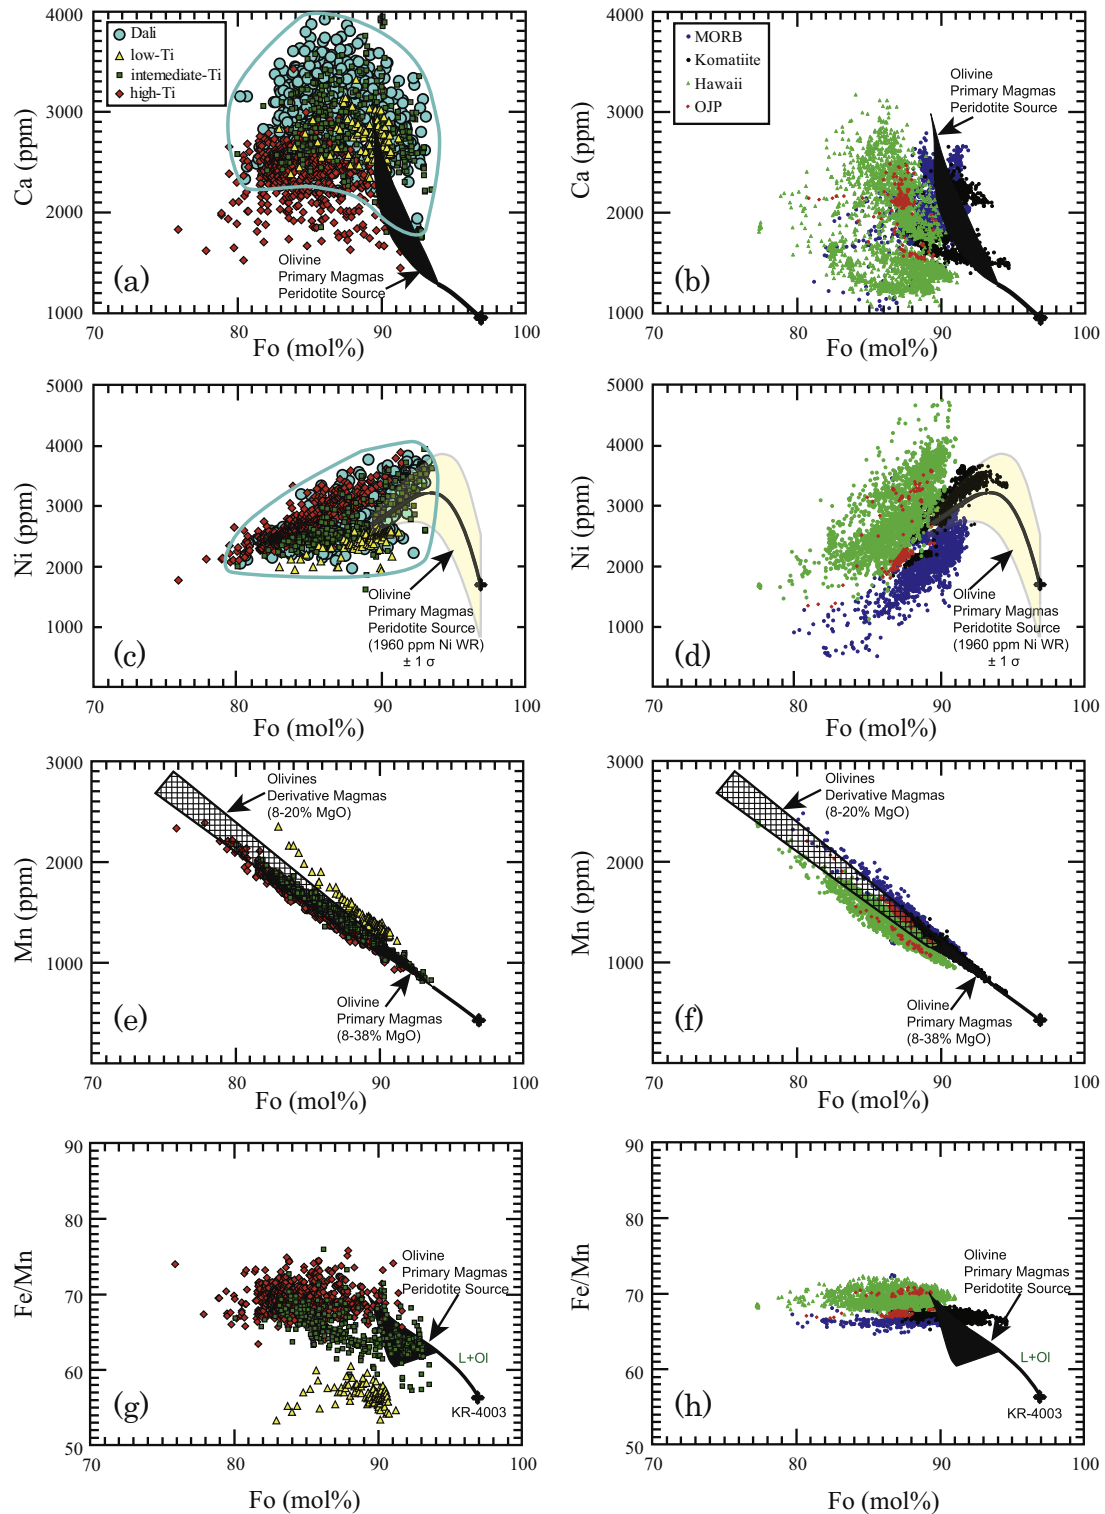 4000
3000
2000
1000
Ca (ppm)
Dali
low-Ti
intemediate-Ti
high-Ti
Olivine
Primary Magmas
Peridotite Source
(a)
70
80
90
100
Fo (mol%)
4000
3000
2000
1000
Ca (ppm)
MORB
Komatiite
Hawaii
OJP
Olivine
Primary Magmas
Peridotite Source
(b)
70
80
90
100
Fo (mol%)
5000
4000
3000
2000
1000
Ni (ppm)
Olivine
Primary Magmas
Peridotite Source
(1960 ppm Ni WR)
± 1 σ
(c)
70
80
90
100
Fo (mol%)
5000
4000
3000
2000
1000
Ni (ppm)
Olivine
Primary Magmas
Peridotite Source
(1960 ppm Ni WR)
± 1 σ
(d)
70
80
90
100
Fo (mol%)
3000
2000
1000
Mn (ppm)
Olivines
Derivative Magmas
(8-20% MgO)
Olivine
Primary Magmas
(8-38% MgO)
(e)
70
80
90
100
Fo (mol%)
3000
2000
1000
Mn (ppm)
Olivines
Derivative Magmas
(8-20% MgO)
Olivine
Primary Magmas
(8-38% MgO)
(f)
70
80
90
100
Fo (mol%)
90
80
70
60
50
Fe/Mn
Olivine
Primary Magmas
Peridotite Source
L+Ol
KR-4003
(g)
70
80
90
100
Fo (mol%)
90
80
70
60
50
Fe/Mn
Olivine
Primary Magmas
Peridotite Source
L+Ol
KR-4003
(h)
70
80
90
100
Fo (mol%)